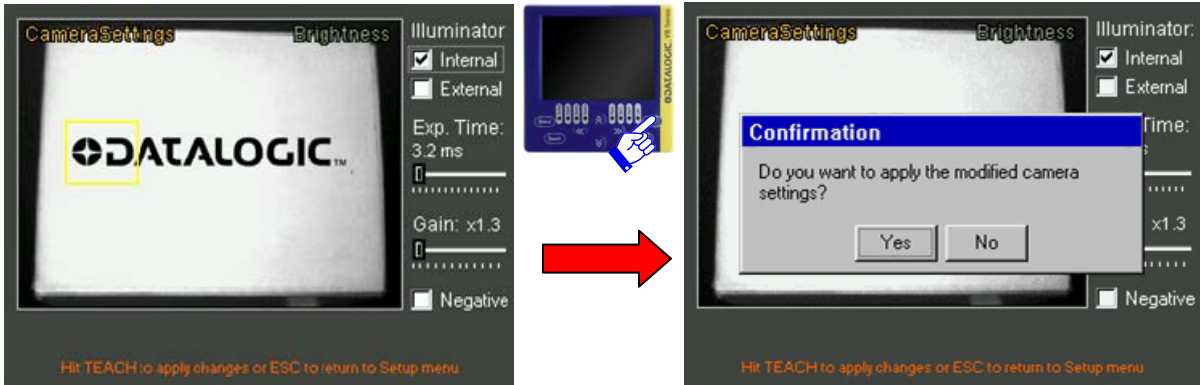 CameraSettings Brightness
Illuminator
Internal
External
DATALOGIC™
Exp. Time:
3.2 ms
Gain: x1.3
Negative
Hit TEACH to apply changes or ESC to return to Setup menu
DATALOGIC
CameraSettings Brightness
Illuminator:
Internal
External
Time:
Confirmation
Do you want to apply the modified camera
settings?
Yes No
x1.3
Negative
Hit TEACH to apply changes or ESC to return to Setup menu